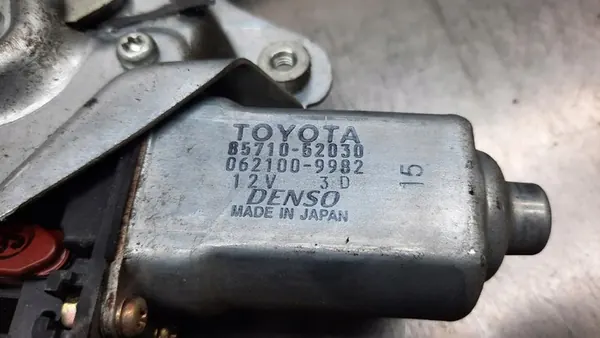 TOYOTA
85710-52030
062100-9982
12V 3D
DENSO
MADE IN JAPAN
15